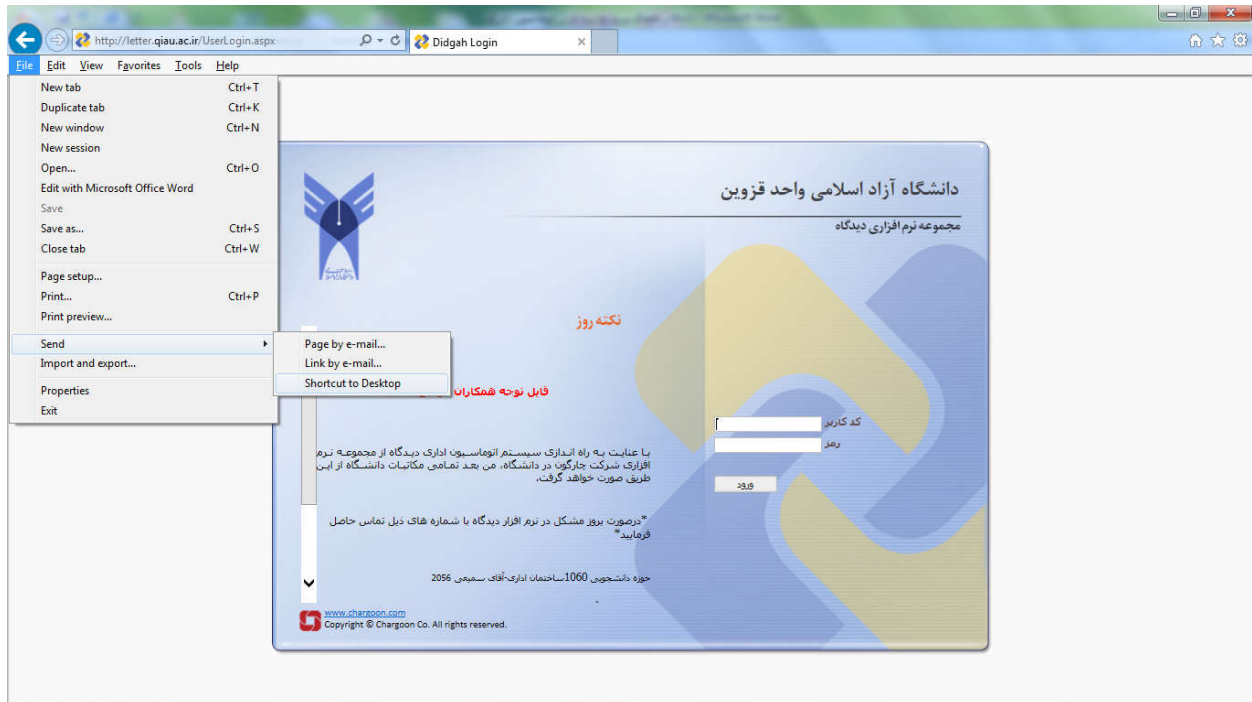 http://letter.qiau.ac.ir/UserLogin.aspx
Didgah Login
File Edit View Favorites Tools Help
New tab Ctrl+T
Duplicate tab Ctrl+K
New window Ctrl+N
New session
Open... Ctrl+O
Edit with Microsoft Office Word
Save
Save as... Ctrl+S
Close tab Ctrl+W
Page setup...
Print... Ctrl+P
Print preview...
Send
Import and export...
Properties
Exit
Page by e-mail...
Link by e-mail...
Shortcut to Desktop
دانشگاه آزاد اسلامی واحد قزوین
مجموعه نرم افزاری دیدگاه
نکته روز
قابل توجه همکاران
با عنایت به راه اندازی سیستم اتوماسیون اداری دیدگاه از مجموعه نرم
افزاری شرکت چارگون در دانشگاه، من بعد تمامی مکاتبات دانشگاه از این
طریق صورت خواهد گرفت.
*درصورت بروز مشکل در نرم افزار دیدگاه با شماره های ذیل تماس حاصل
فرمایید*
حوزه دانشجویی 1060ساختمان اداری-آقای سمیعی 2056
کد کاربر
رمز
ورود
www.chargoon.com
Copyright © Chargoon Co. All rights reserved.